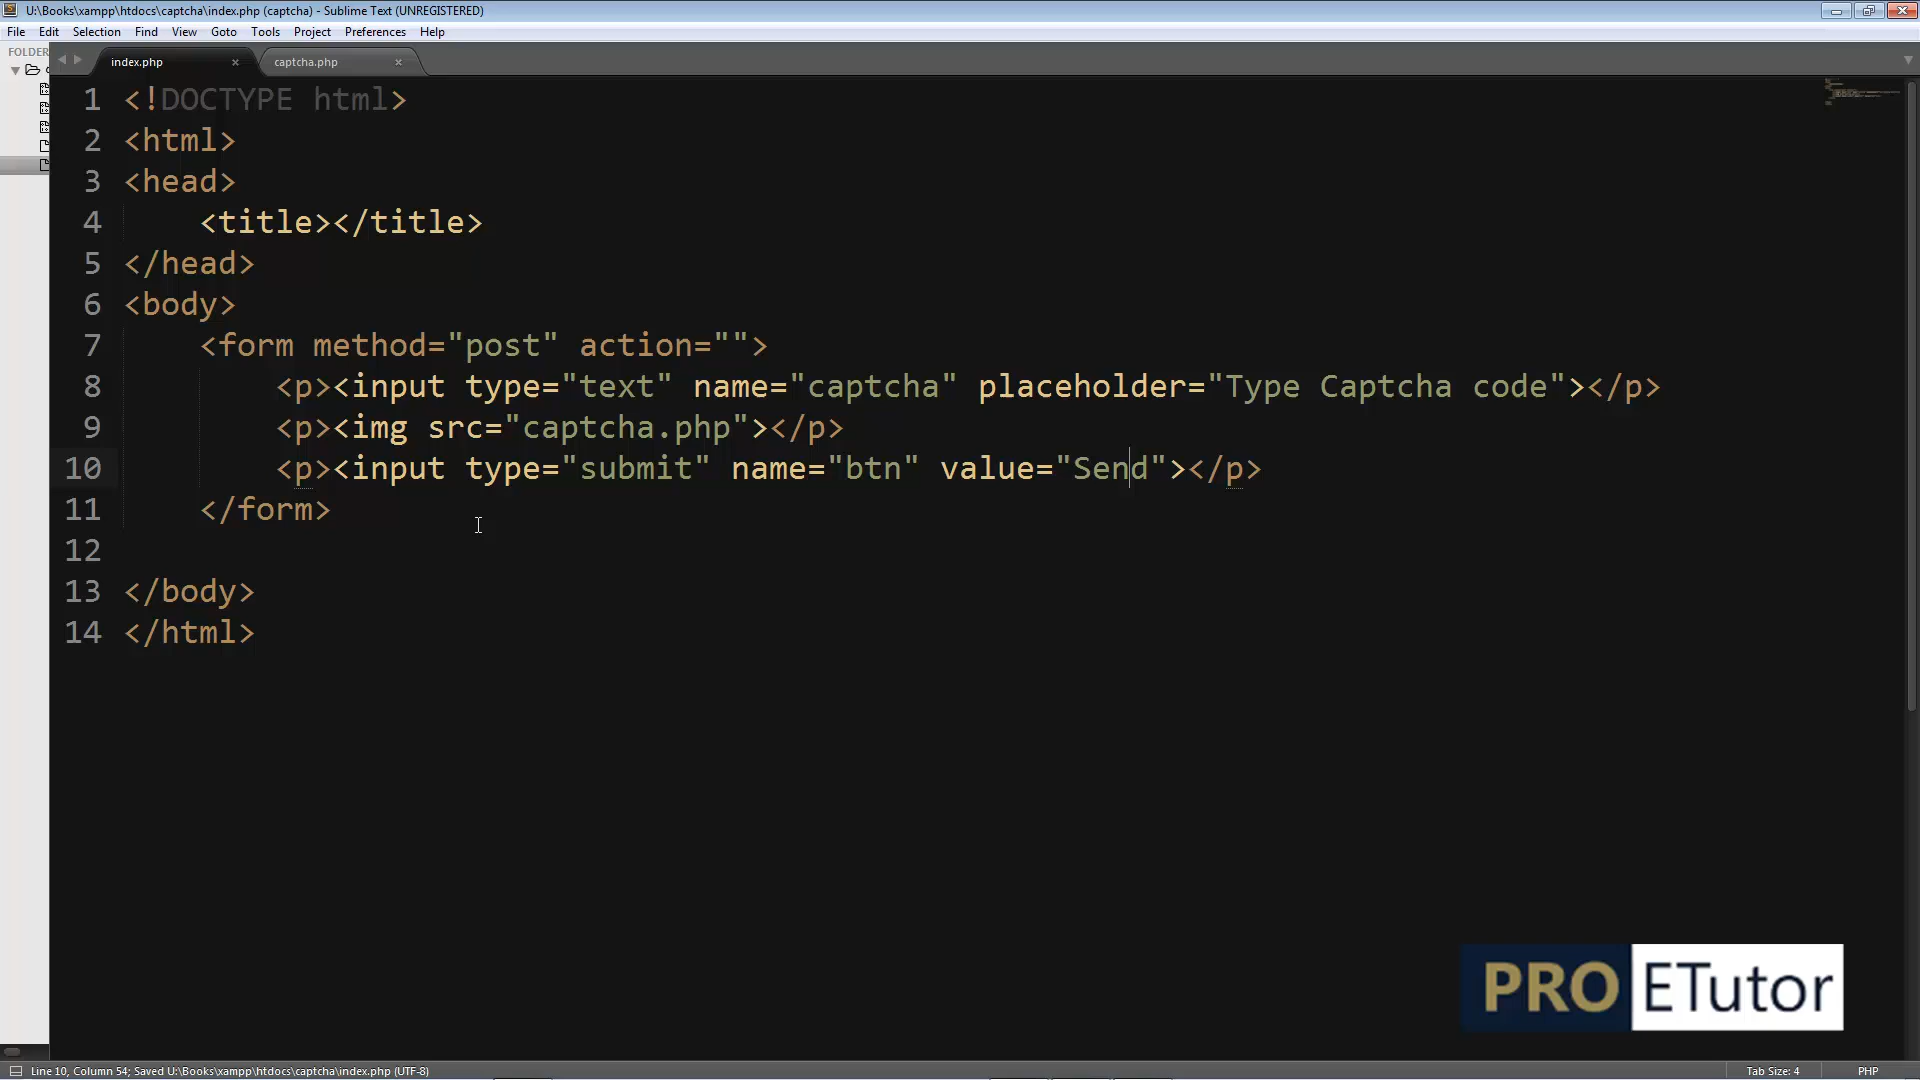 U:\Books\xampp\htdocs\captcha\index.php (captcha) - Sublime Text (UNREGISTERED)
File Edit Selection Find View Goto Tools Project Preferences Help
FOLDER
index.php × captcha.php ×
1 <!DOCTYPE html>
2 <html>
3 <head>
4 <title></title>
5 </head>
6 <body>
7 <form method="post" action="">
8 <p><input type="text" name="captcha" placeholder="Type Captcha code"></p>
9 <p><img src="captcha.php"></p>
10 <p><input type="submit" name="btn" value="Send"></p>
11 </form>
12
13 </body>
14 </html>
PRO ETutor
Line 10, Column 54; Saved U:\Books\xampp\htdocs\captcha\index.php (UTF-8) Tab Size: 4 PHP